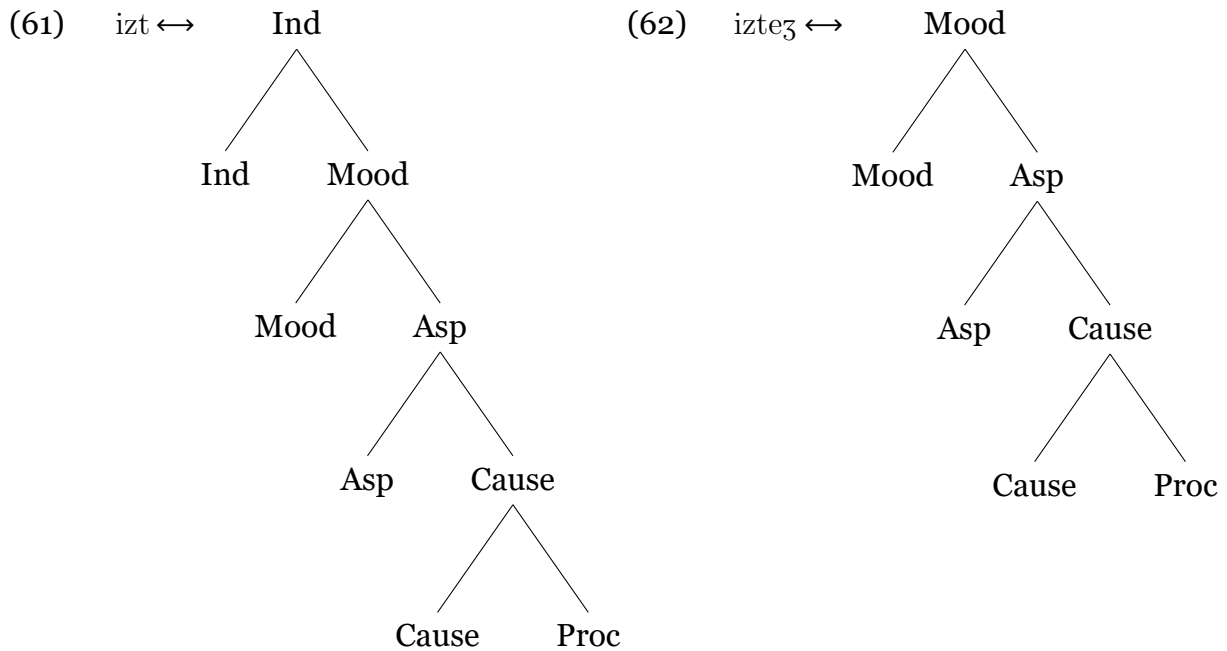 (61) izt ⟷ Ind (62) izteʒ ⟷ Mood
Ind Mood Mood Asp
Mood Asp Asp Cause
Asp Cause Cause Proc
Cause Proc